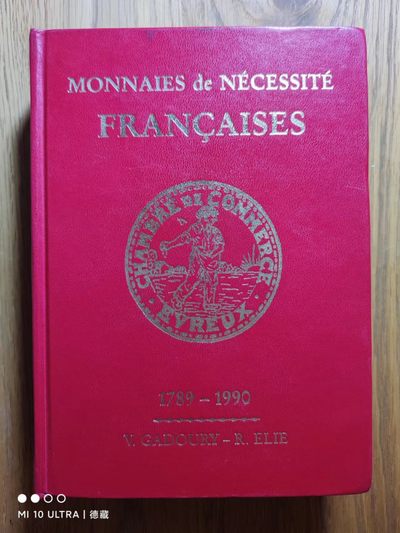 MONNAIES de NÉCESSITÉ
FRANÇAISES
CHAMBRE DE COMMERCE
EVREUX
1789 – 1990
V. GADOURY – R. ELIE
MI 10 ULTRA | 德藏